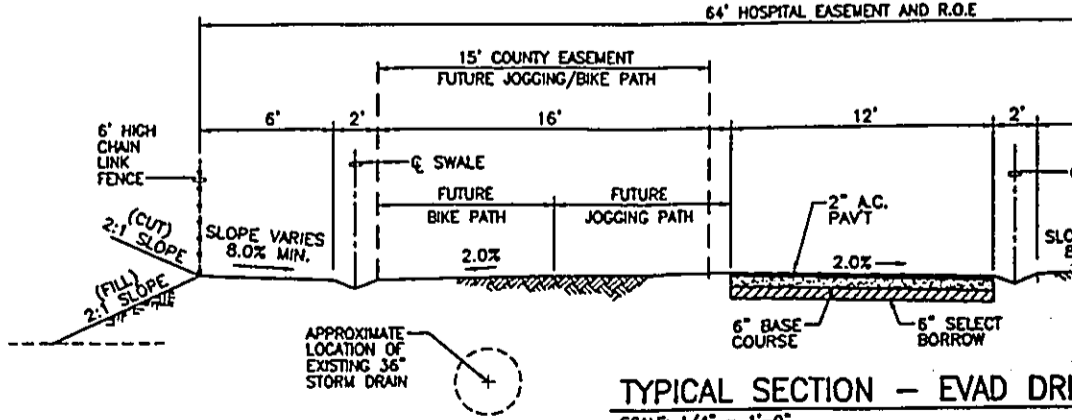 64' HOSPITAL EASEMENT AND R.O.E
15' COUNTY EASEMENT
FUTURE JOGGING/BIKE PATH
6'
2'
16'
12'
2'
6' HIGH
CHAIN
LINK
FENCE
℄ SWALE
FUTURE
BIKE PATH
FUTURE
JOGGING PATH
2" A.C.
PAV'T
(CUT)
2:1 SLOPE
SLOPE VARIES
8.0% MIN.
2.0%
2.0%
(FILL)
2:1 SLOPE
6" BASE
COURSE
6" SELECT
BORROW
APPROXIMATE
LOCATION OF
EXISTING 36"
STORM DRAIN
TYPICAL SECTION – EVAD